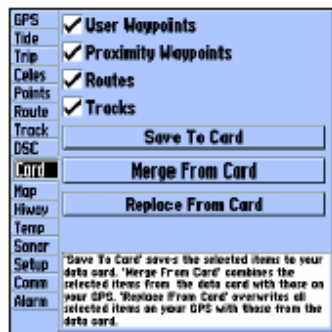 GPS
Tide
Trip
Celes
Points
Route
Track
DSC
Card
Map
Hiway
Temp
Sonar
Setup
Comm
Alarm
User Waypoints
Proximity Waypoints
Routes
Tracks
Save To Card
Merge From Card
Replace From Card
'Save To Card' saves the selected items to your
data card. 'Merge From Card' combines the
selected items from the data card with those on
your GPS. 'Replace From Card' overwrites all
selected items on your GPS with those from the
data card.